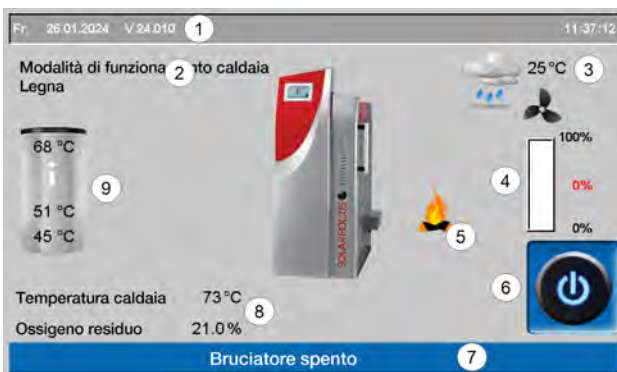 Fr. 26.01.2024 V 24.010 1 11:37:12
Modalità di funziona 2 nto caldaia
Legna
25 °C 3
100%
68 °C
4 0%
9
51 °C
45 °C
0%
5
SOLARFOCUS
6
Temperatura caldaia 73 °C
8
Ossigeno residuo 21.0 %
Bruciatore spento 7